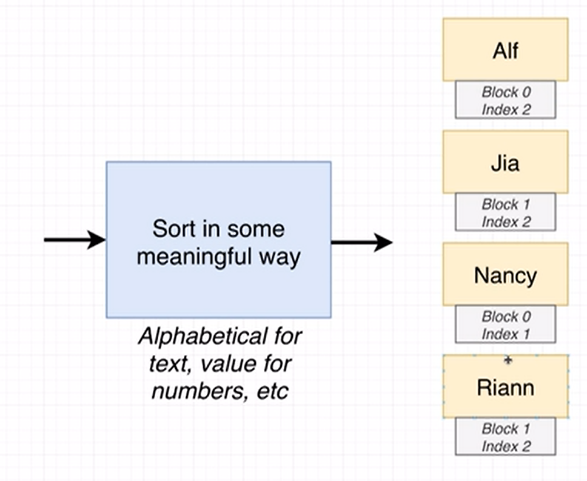 Sort in some
meaningful way
Alphabetical for
text, value for
numbers, etc
Alf
Block 0
Index 2
Jia
Block 1
Index 2
Nancy
Block 0
Index 1
Riann
Block 1
Index 2